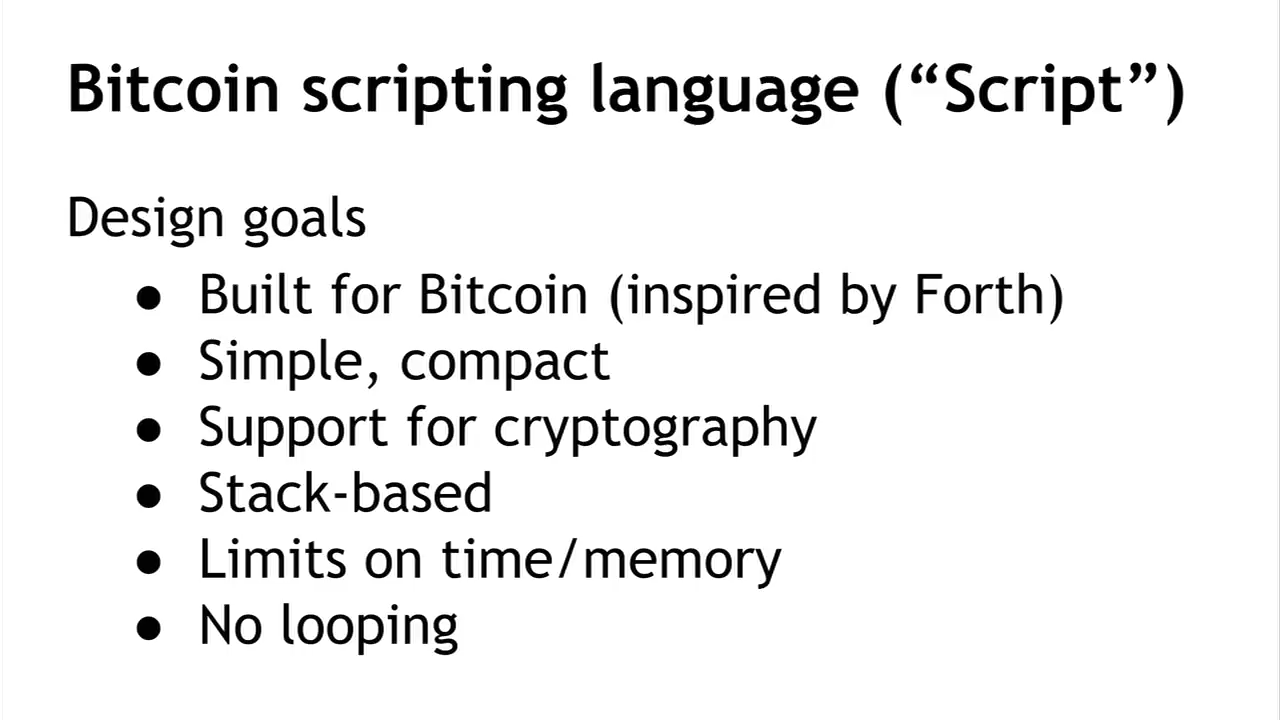 Bitcoin scripting language (“Script”)
Design goals
● Built for Bitcoin (inspired by Forth)
● Simple, compact
● Support for cryptography
● Stack-based
● Limits on time/memory
● No looping